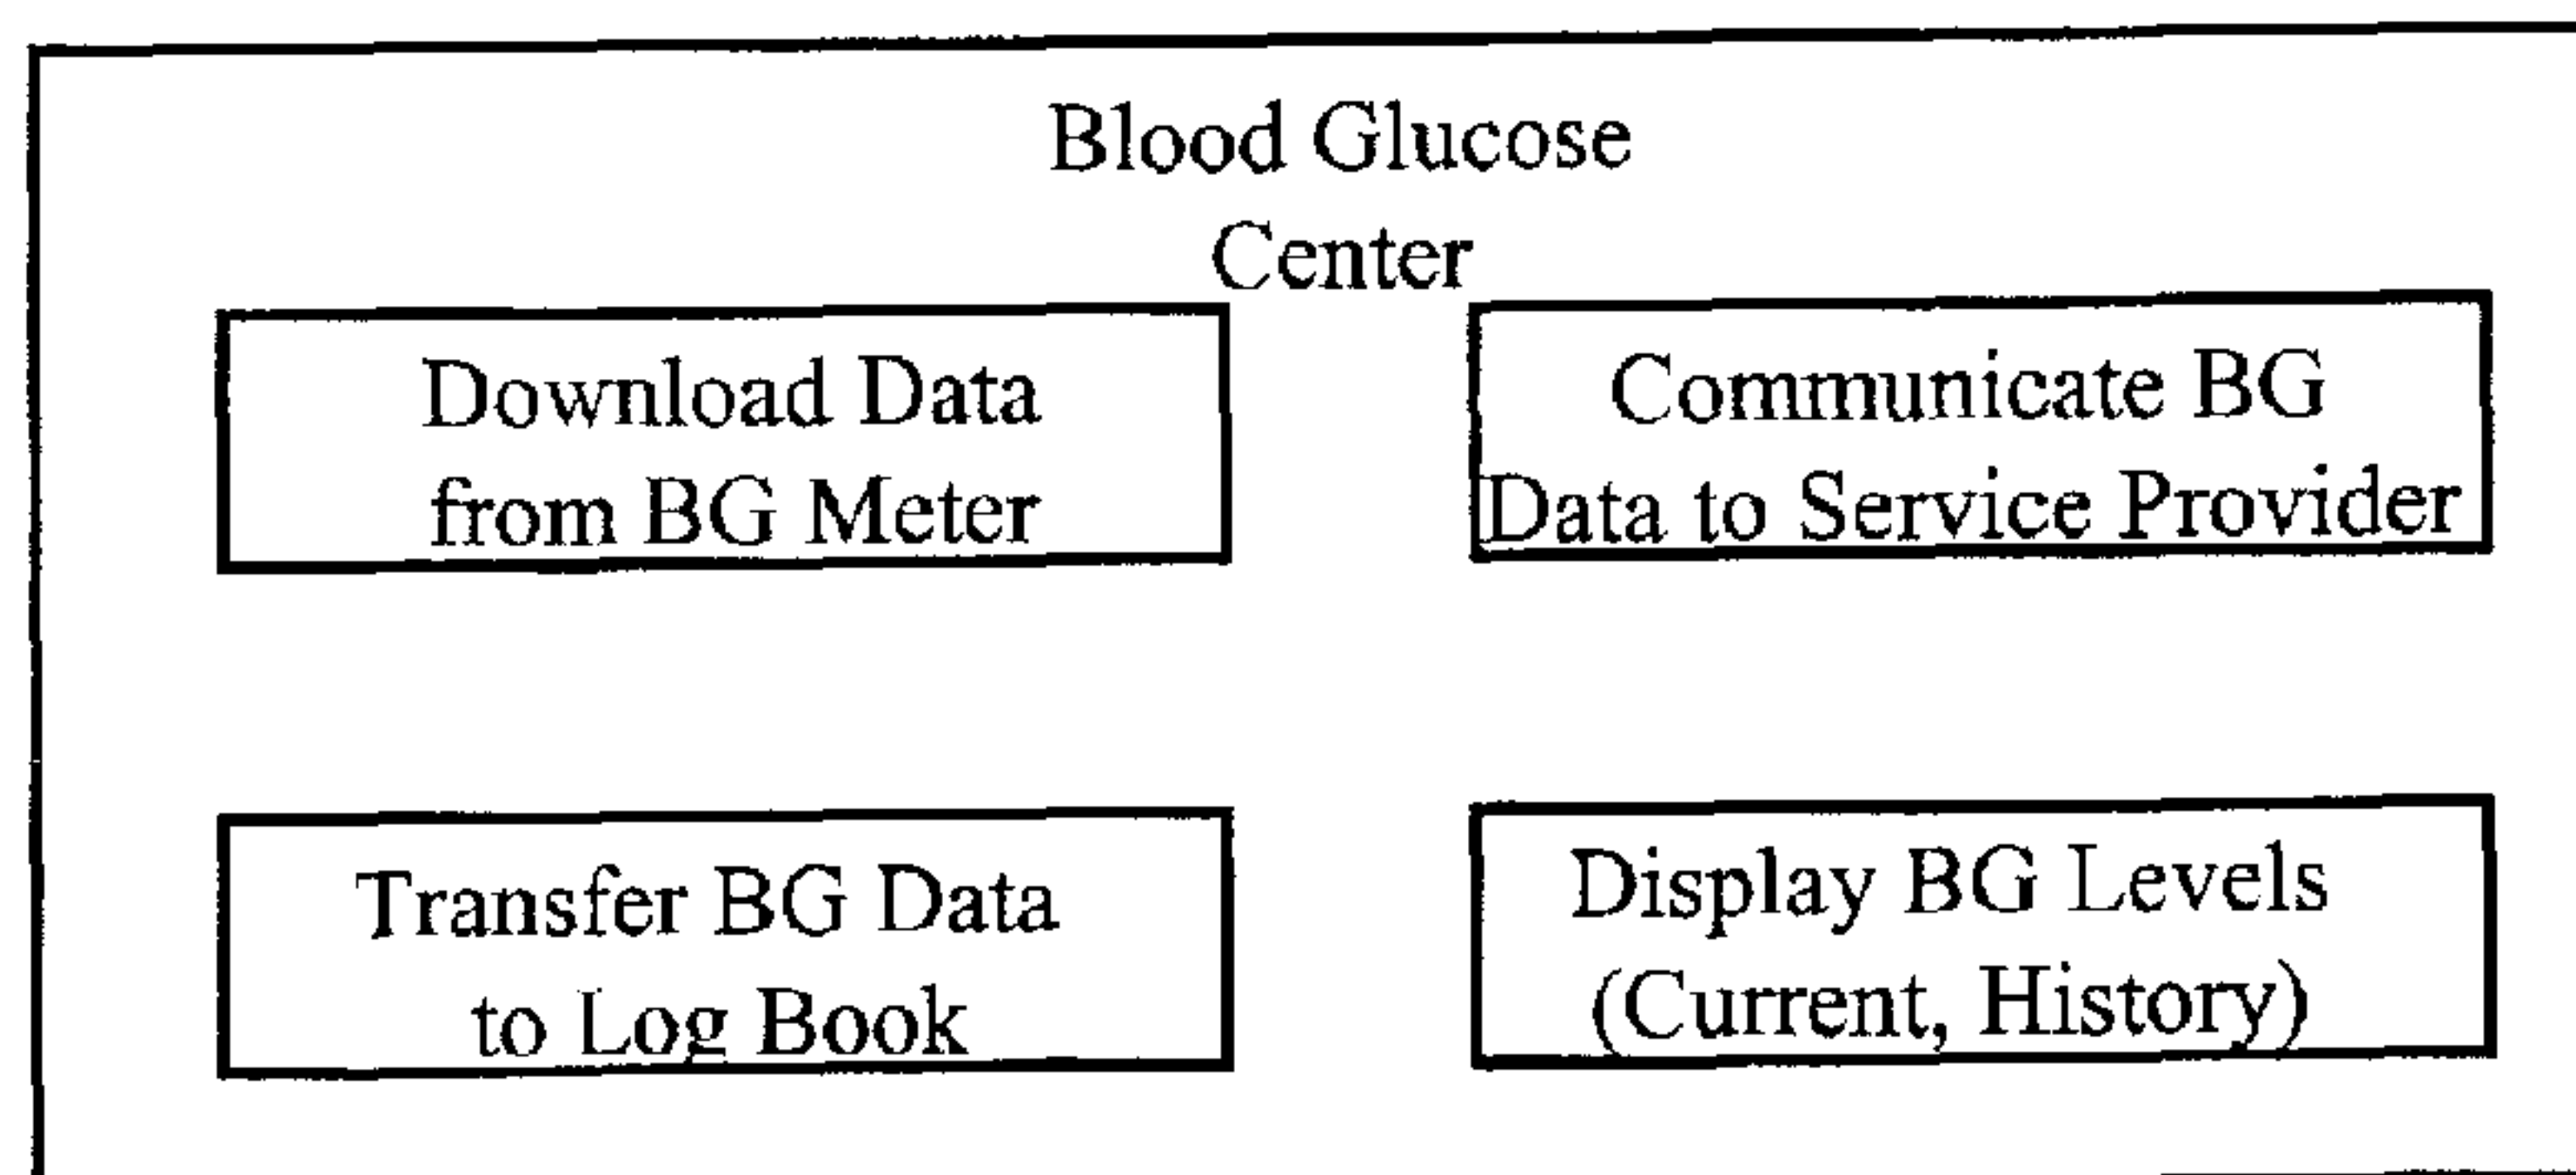 Blood Glucose
Center
Download Data
from BG Meter
Communicate BG
Data to Service Provider
Transfer BG Data
to Log Book
Display BG Levels
(Current, History)